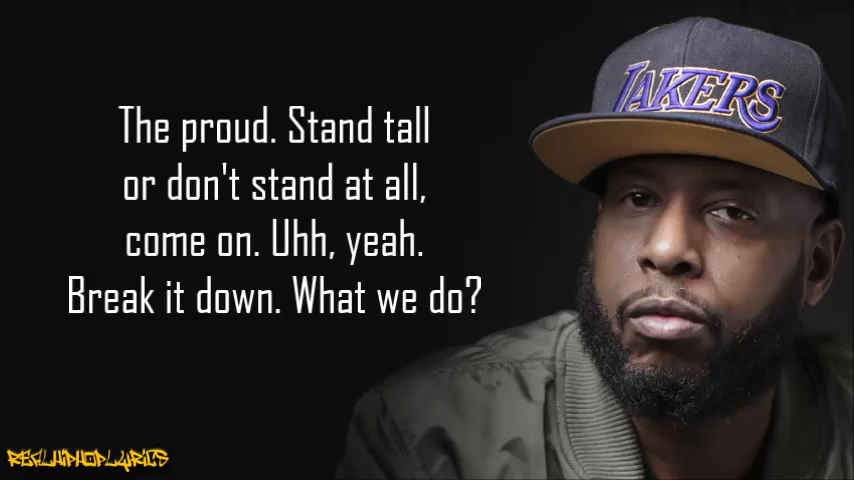 The proud. Stand tall
or don't stand at all,
come on. Uhh, yeah.
Break it down. What we do?
LAKERS
REALHIPHOPLYRICS